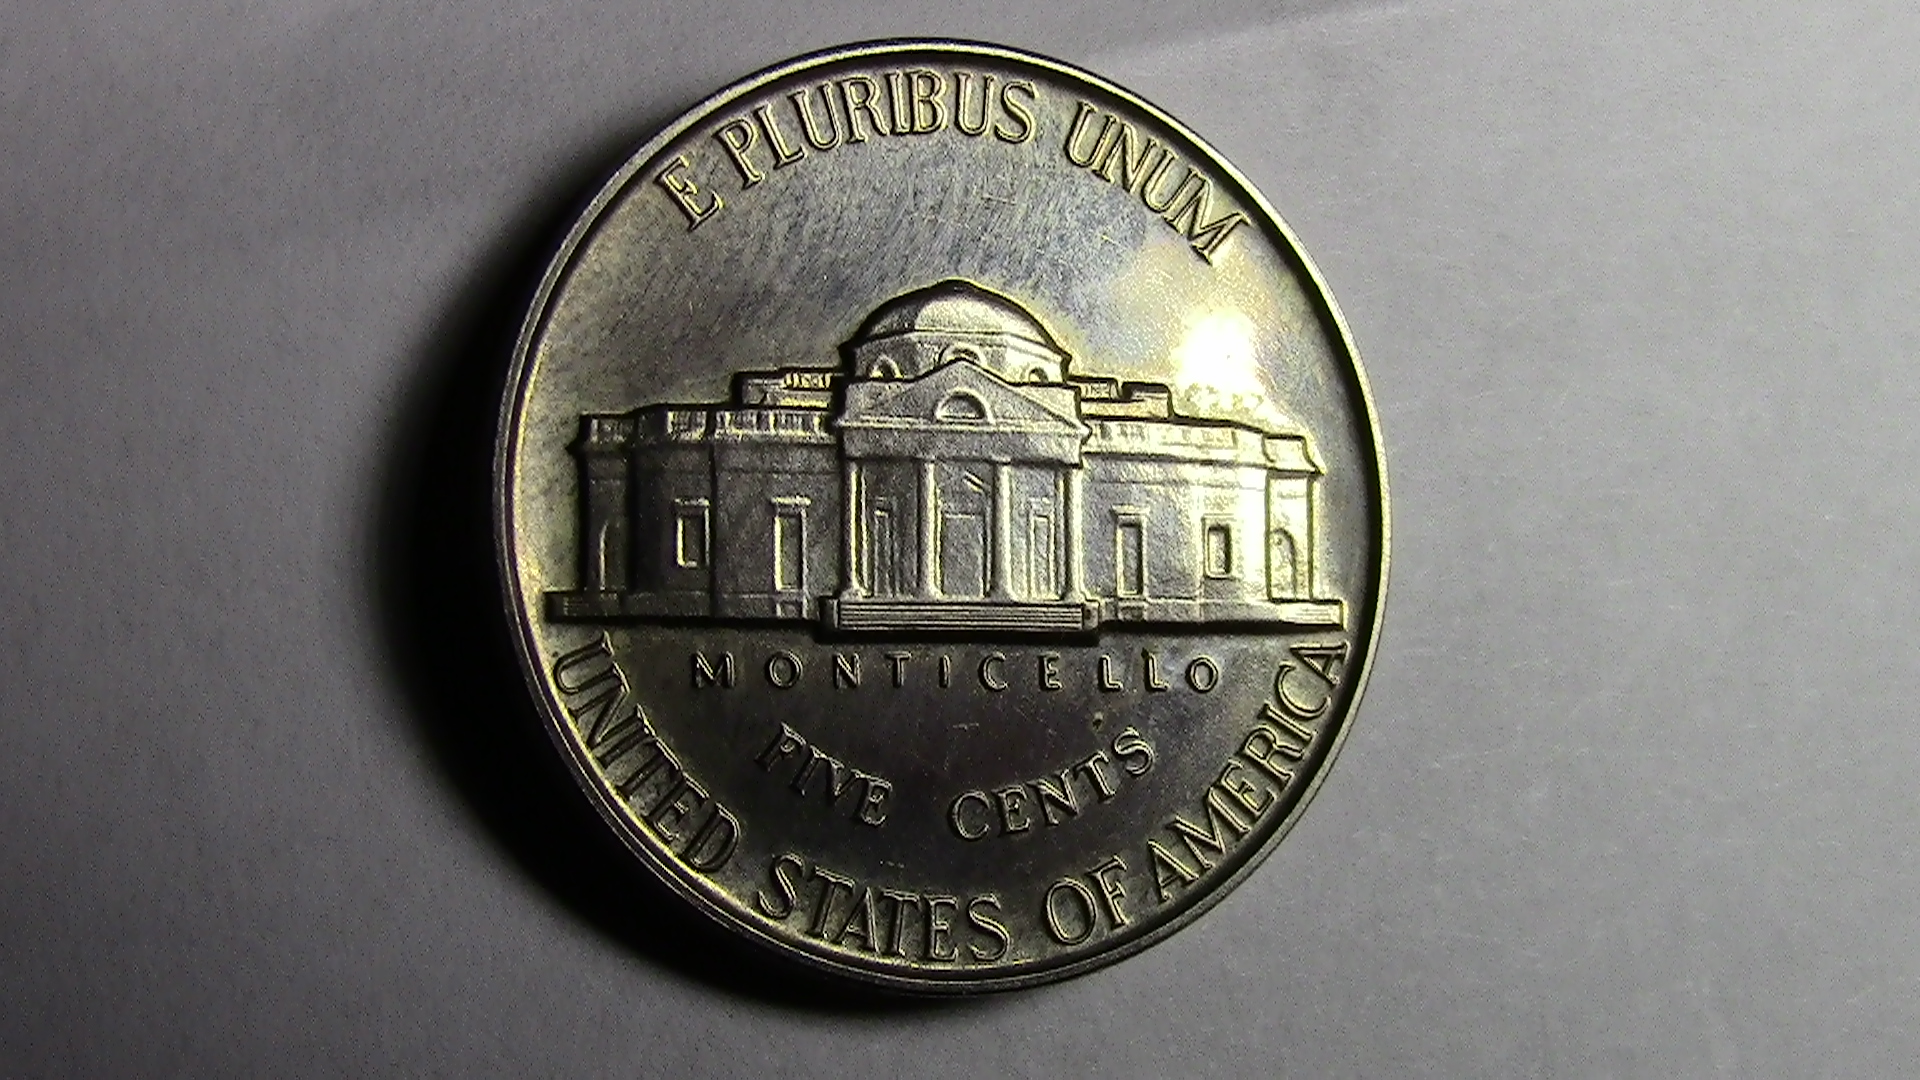 E PLURIBUS UNUM
MONTICELLO
FIVE CENTS
UNITED STATES OF AMERICA